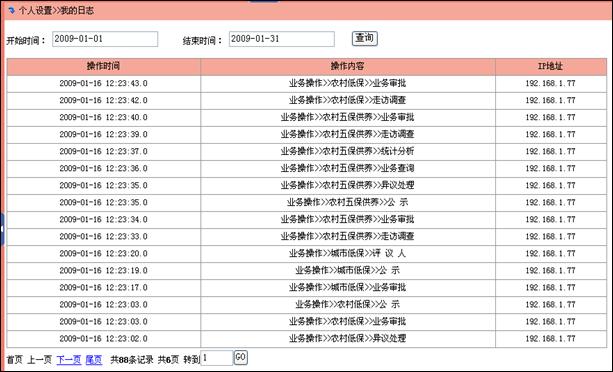 个人设置>>我的日志
开始时间： 2009-01-01 结束时间： 2009-01-31 查询
操作时间 操作内容 IP地址
2009-01-16 12:23:43.0 业务操作>>农村低保>>业务审批 192.168.1.77
2009-01-16 12:23:42.0 业务操作>>农村低保>>走访调查 192.168.1.77
2009-01-16 12:23:40.0 业务操作>>农村五保供养>>业务审批 192.168.1.77
2009-01-16 12:23:39.0 业务操作>>农村五保供养>>走访调查 192.168.1.77
2009-01-16 12:23:37.0 业务操作>>农村五保供养>>统计分析 192.168.1.77
2009-01-16 12:23:36.0 业务操作>>农村五保供养>>业务查询 192.168.1.77
2009-01-16 12:23:35.0 业务操作>>农村五保供养>>异议处理 192.168.1.77
2009-01-16 12:23:35.0 业务操作>>农村五保供养>>公 示 192.168.1.77
2009-01-16 12:23:34.0 业务操作>>农村五保供养>>业务审批 192.168.1.77
2009-01-16 12:23:33.0 业务操作>>农村五保供养>>走访调查 192.168.1.77
2009-01-16 12:23:20.0 业务操作>>城市低保>>评 议 人 192.168.1.77
2009-01-16 12:23:19.0 业务操作>>城市低保>>公 示 192.168.1.77
2009-01-16 12:23:17.0 业务操作>>城市低保>>业务审批 192.168.1.77
2009-01-16 12:23:03.0 业务操作>>农村低保>>公 示 192.168.1.77
2009-01-16 12:23:03.0 业务操作>>农村低保>>业务审批 192.168.1.77
2009-01-16 12:23:02.0 业务操作>>农村低保>>异议处理 192.168.1.77
首页 上一页 下一页 尾页 共88条记录 共6页 转到 1 GO